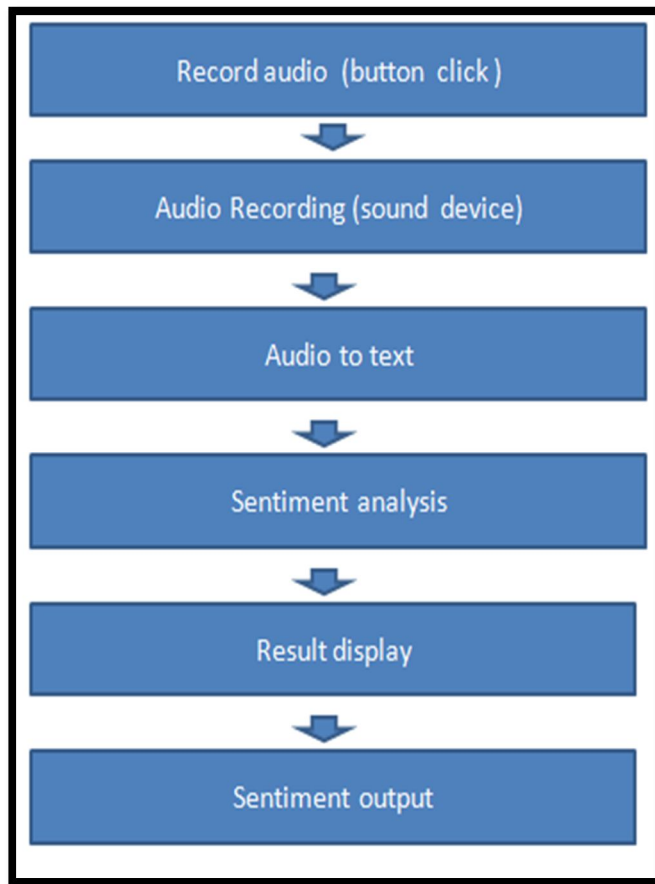 Record audio (button click )
Audio Recording (sound device)
Audio to text
Sentiment analysis
Result display
Sentiment output